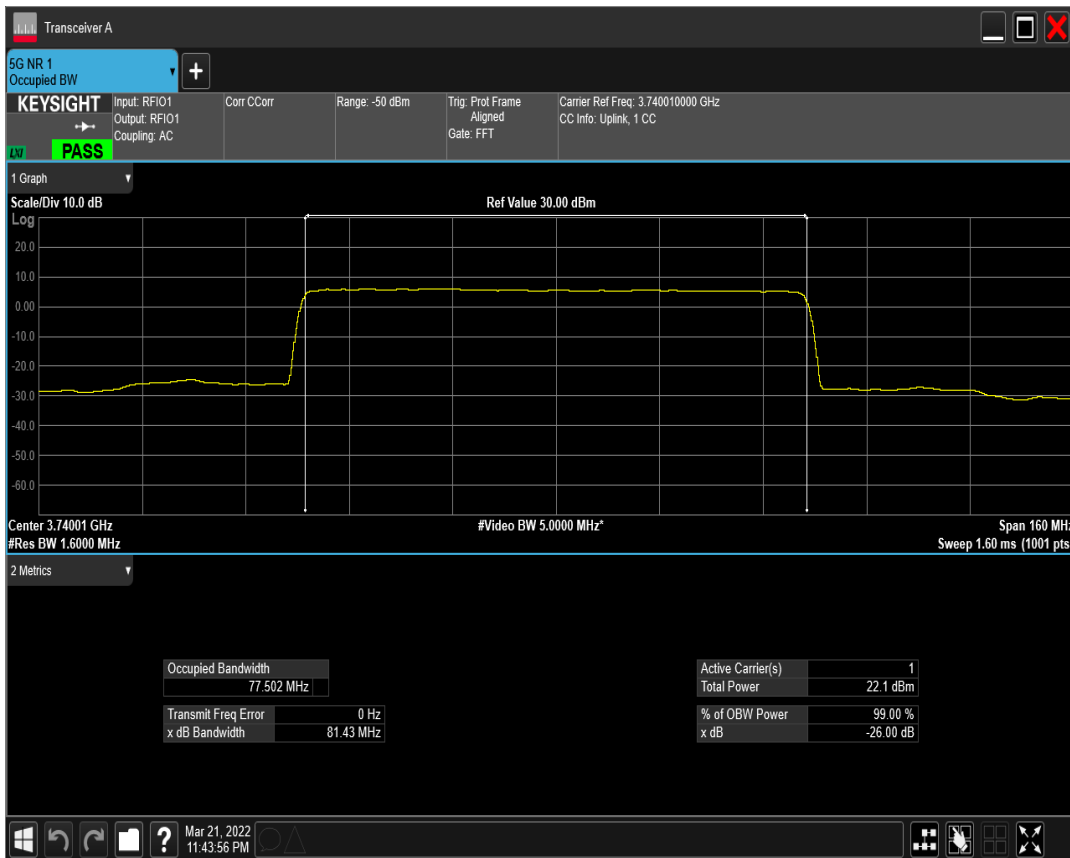 Transceiver A
5G NR 1
Occupied BW
+
KEYSIGHT
LXI
PASS
Input: RFIO1
Output: RFIO1
Coupling: AC
Corr CCorr
Range: -50 dBm
Trig: Prot Frame
Aligned
Gate: FFT
Carrier Ref Freq: 3.740010000 GHz
CC Info: Uplink, 1 CC
1 Graph
Scale/Div 10.0 dB
Ref Value 30.00 dBm
Log
20.0
10.0
0.00
-10.0
-20.0
-30.0
-40.0
-50.0
-60.0
Center 3.74001 GHz
#Video BW 5.0000 MHz*
Span 160 MHz
#Res BW 1.6000 MHz
Sweep 1.60 ms (1001 pts
2 Metrics
Occupied Bandwidth
77.502 MHz
Transmit Freq Error 0 Hz
x dB Bandwidth 81.43 MHz
Active Carrier(s) 1
Total Power 22.1 dBm
% of OBW Power 99.00 %
x dB -26.00 dB
?
Mar 21, 2022
11:43:56 PM